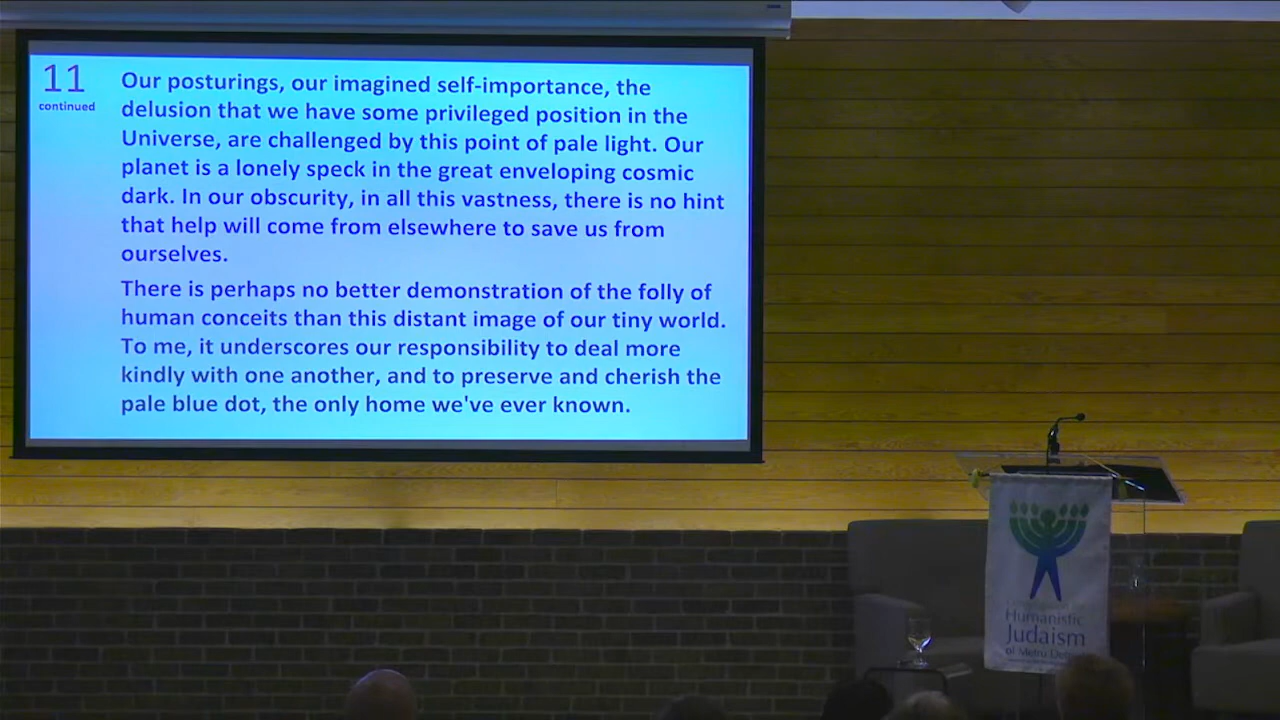 11
continued
Our posturings, our imagined self-importance, the
delusion that we have some privileged position in the
Universe, are challenged by this point of pale light. Our
planet is a lonely speck in the great enveloping cosmic
dark. In our obscurity, in all this vastness, there is no hint
that help will come from elsewhere to save us from
ourselves.
There is perhaps no better demonstration of the folly of
human conceits than this distant image of our tiny world.
To me, it underscores our responsibility to deal more
kindly with one another, and to preserve and cherish the
pale blue dot, the only home we've ever known.
Humanistic
Judaism
of Metro